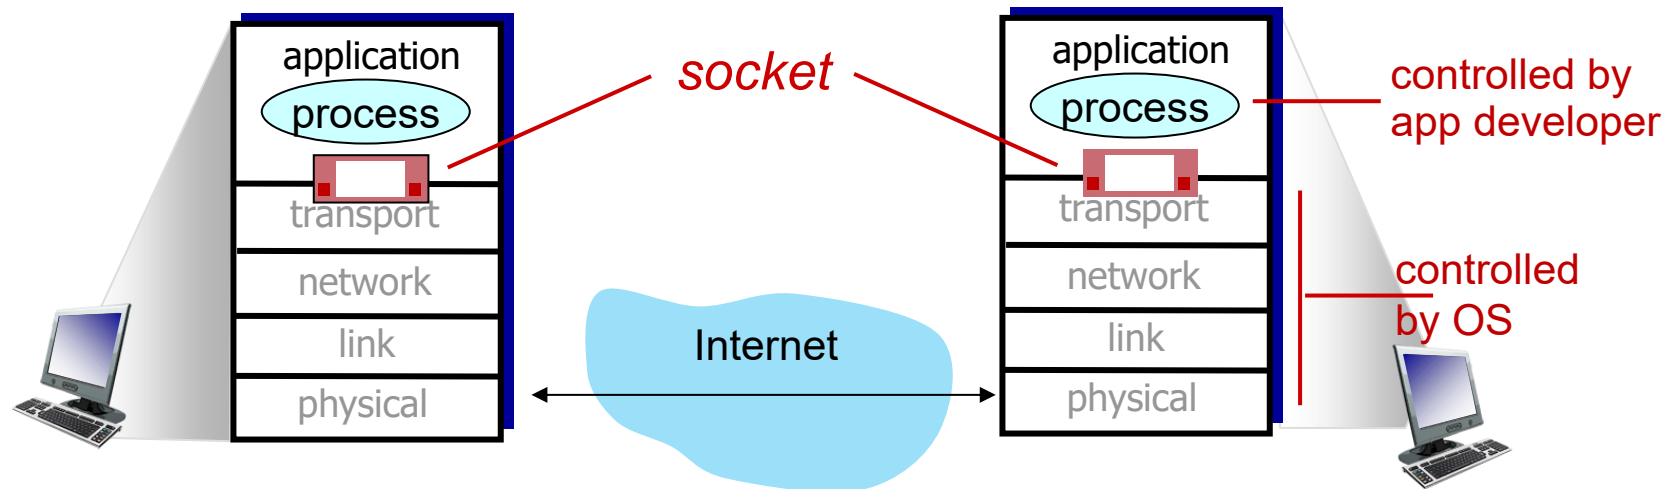 application
process
transport
network
link
physical
socket
Internet
application
process
transport
network
link
physical
controlled by
app developer
controlled
by OS